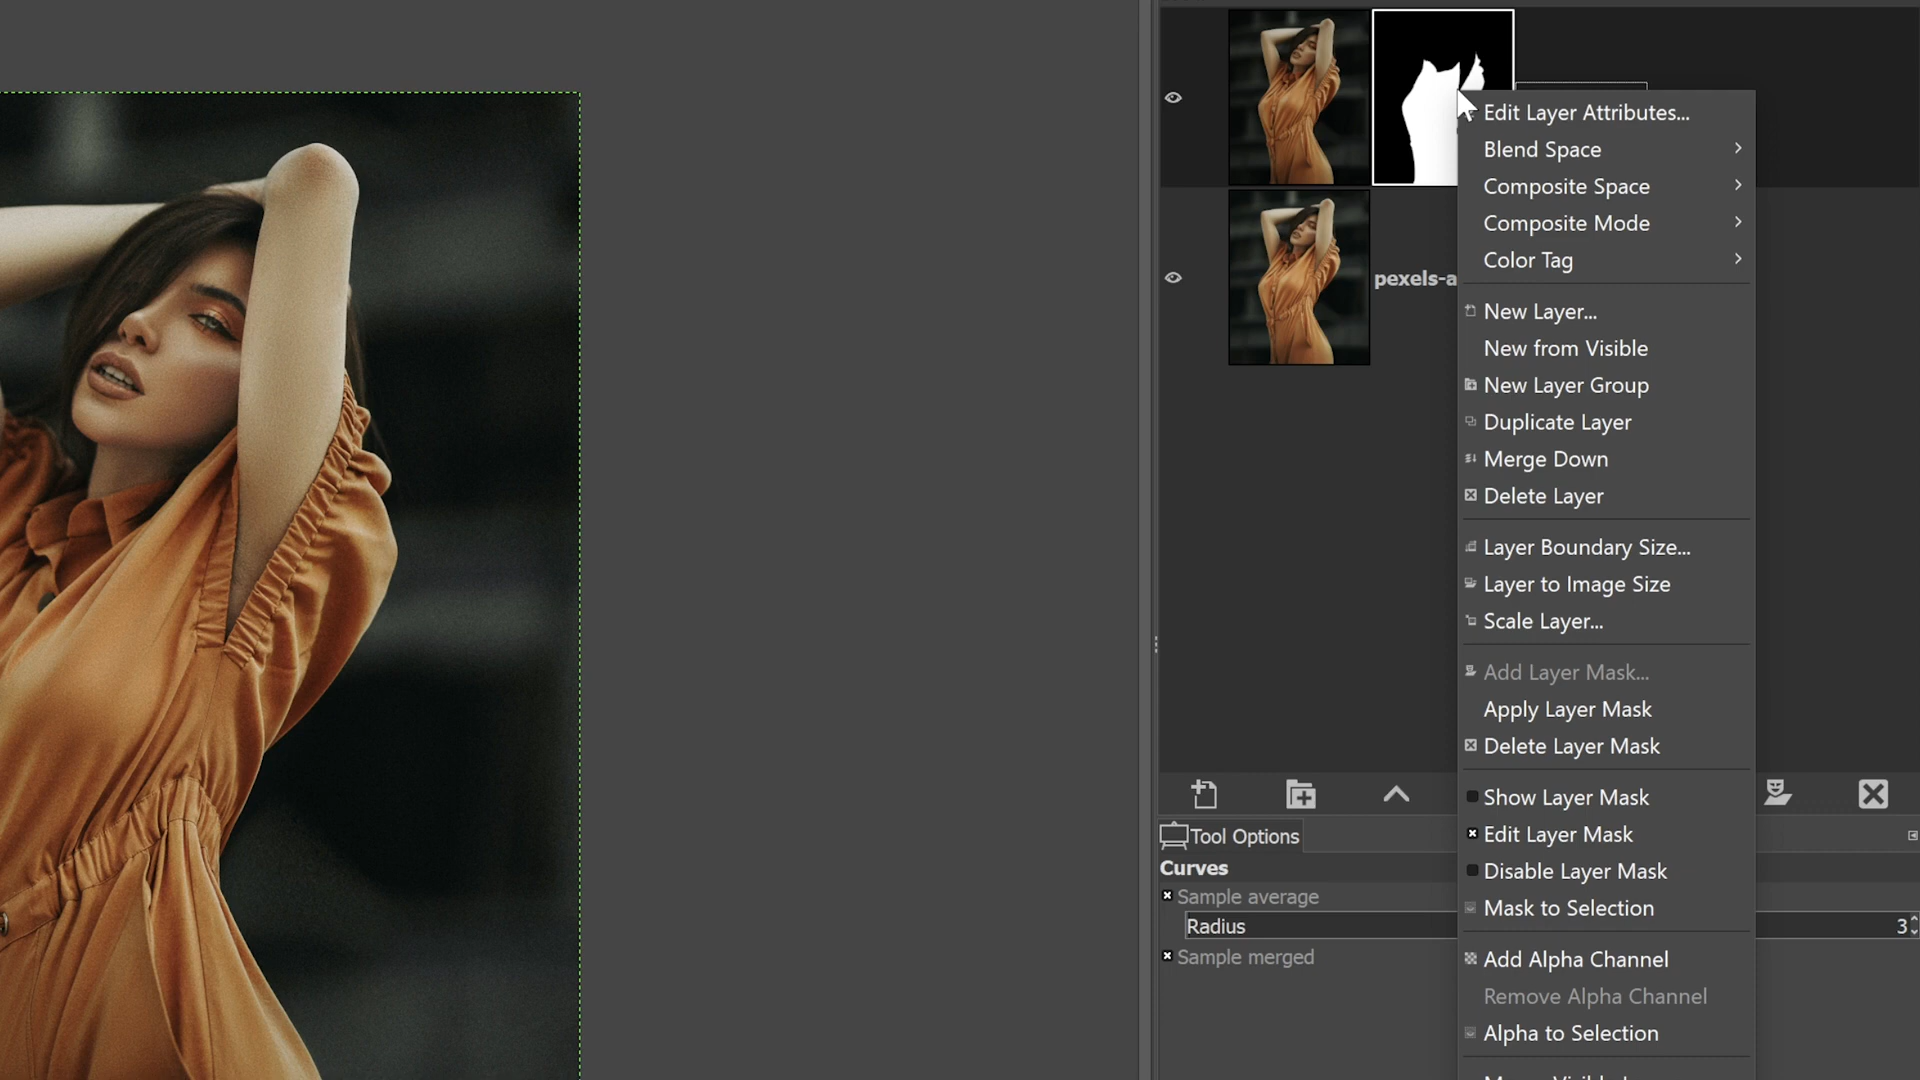 Edit Layer Attributes...
Blend Space
Composite Space
Composite Mode
Color Tag
pexels-a
New Layer...
New from Visible
New Layer Group
Duplicate Layer
Merge Down
Delete Layer
Layer Boundary Size...
Layer to Image Size
Scale Layer...
Add Layer Mask...
Apply Layer Mask
Delete Layer Mask
Show Layer Mask
Edit Layer Mask
Disable Layer Mask
Mask to Selection
Add Alpha Channel
Remove Alpha Channel
Alpha to Selection
Tool Options
Curves
Sample average
Radius 3
Sample merged